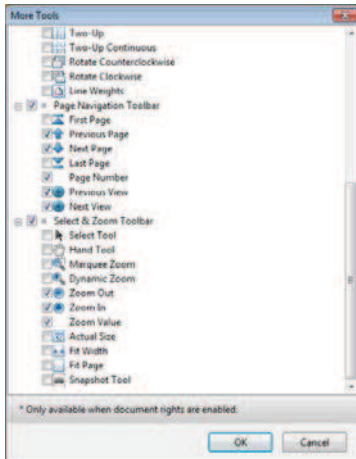 More Tools
Two-Up
Two-Up Continuous
Rotate Counterclockwise
Rotate Clockwise
Line Weights
Page Navigation Toolbar
First Page
Previous Page
Next Page
Last Page
Page Number
Previous View
Next View
Select & Zoom Toolbar
Select Tool
Hand Tool
Marquee Zoom
Dynamic Zoom
Zoom Out
Zoom In
Zoom Value
Actual Size
Fit Width
Fit Page
Snapshot Tool
* Only available when document rights are enabled.
OK Cancel